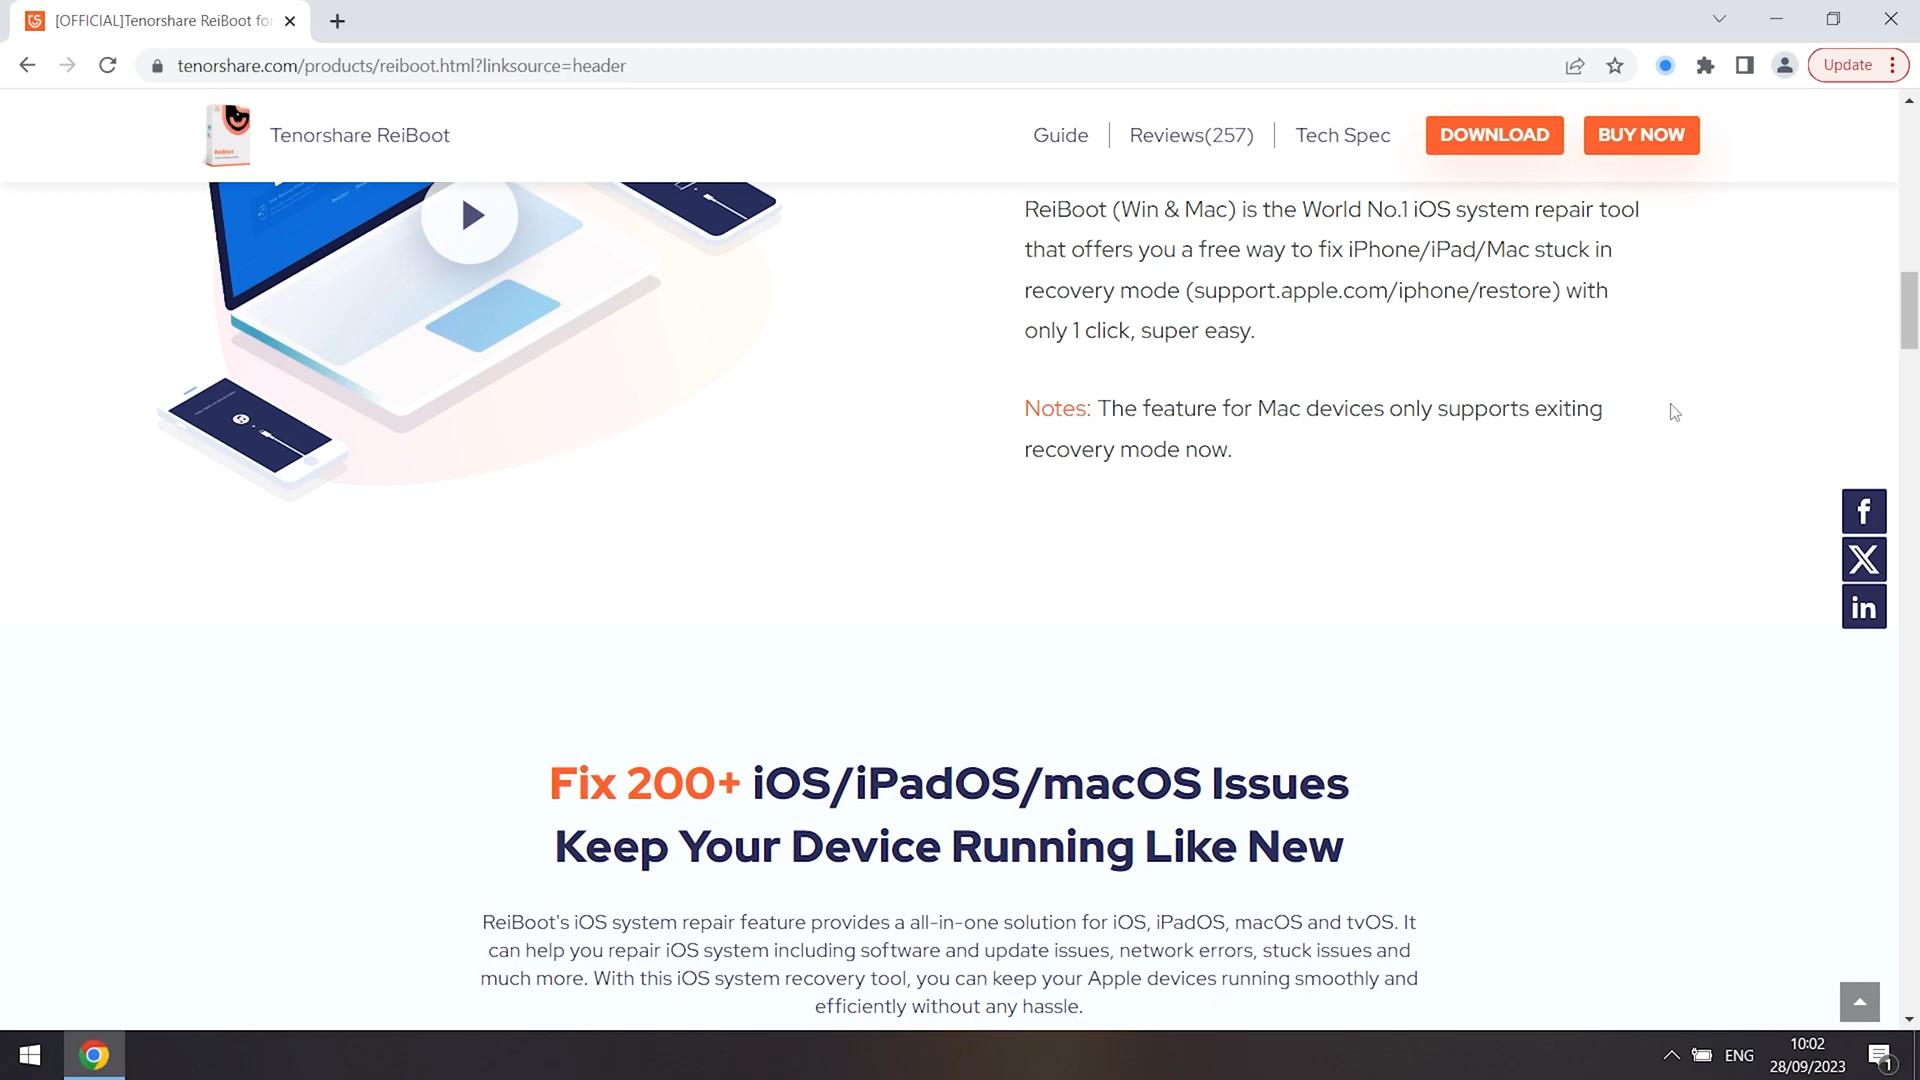 [OFFICIAL]Tenorshare ReiBoot for
tenorshare.com/products/reiboot.html?linksource=header
Update
Tenorshare ReiBoot
Guide
Reviews(257)
Tech Spec
DOWNLOAD
BUY NOW
ReiBoot (Win & Mac) is the World No.1 iOS system repair tool
that offers you a free way to fix iPhone/iPad/Mac stuck in
recovery mode (support.apple.com/iphone/restore) with
only 1 click, super easy.
Notes: The feature for Mac devices only supports exiting
recovery mode now.
Fix 200+ iOS/iPadOS/macOS Issues
Keep Your Device Running Like New
ReiBoot's iOS system repair feature provides a all-in-one solution for iOS, iPadOS, macOS and tvOS. It
can help you repair iOS system including software and update issues, network errors, stuck issues and
much more. With this iOS system recovery tool, you can keep your Apple devices running smoothly and
efficiently without any hassle.
ENG
10:02
28/09/2023
1